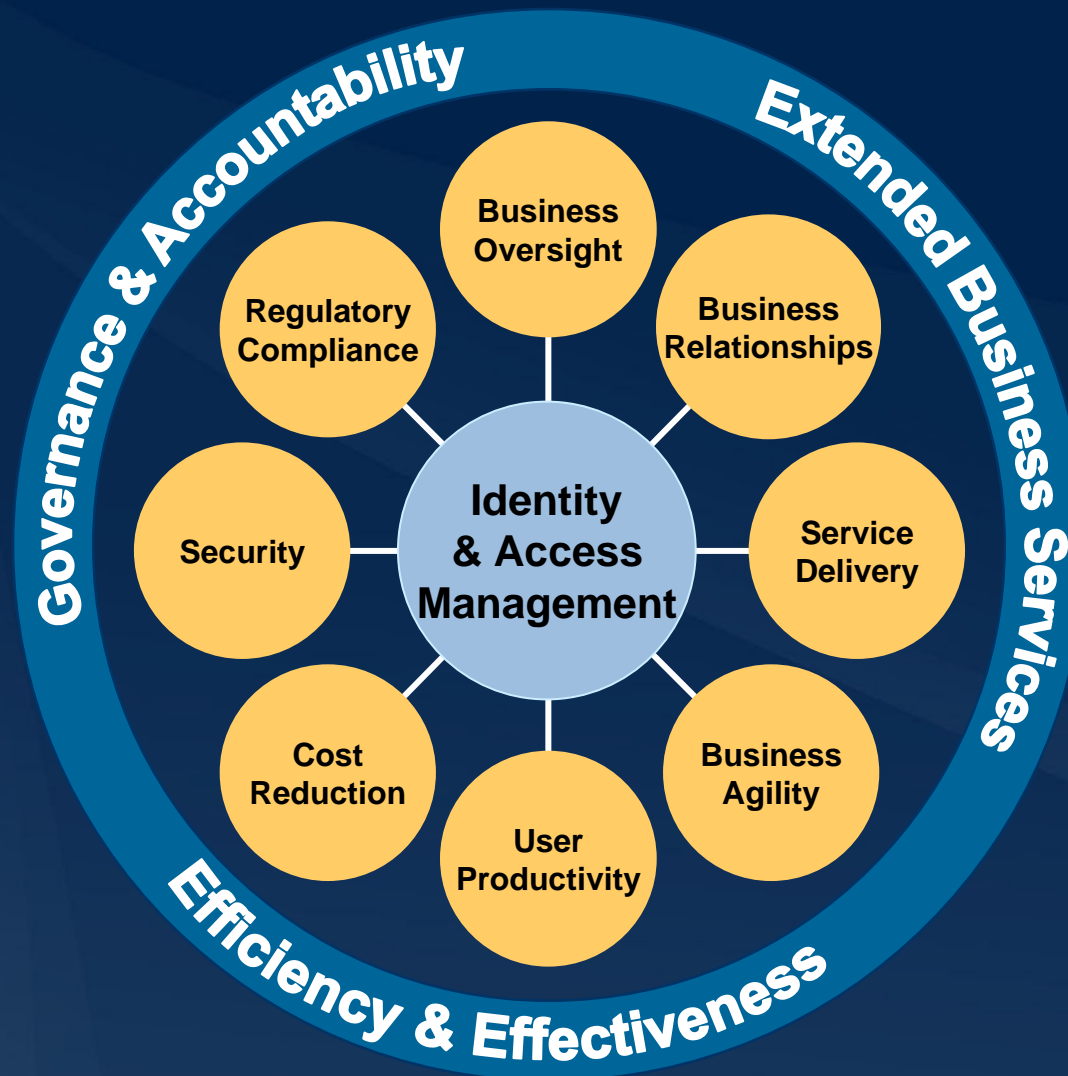 Governance & Accountability
Extended Business Services
Business
Oversight
Regulatory
Compliance
Business
Relationships
Identity
& Access
Management
Security
Service
Delivery
Cost
Reduction
Business
Agility
User
Productivity
Efficiency & Effectiveness